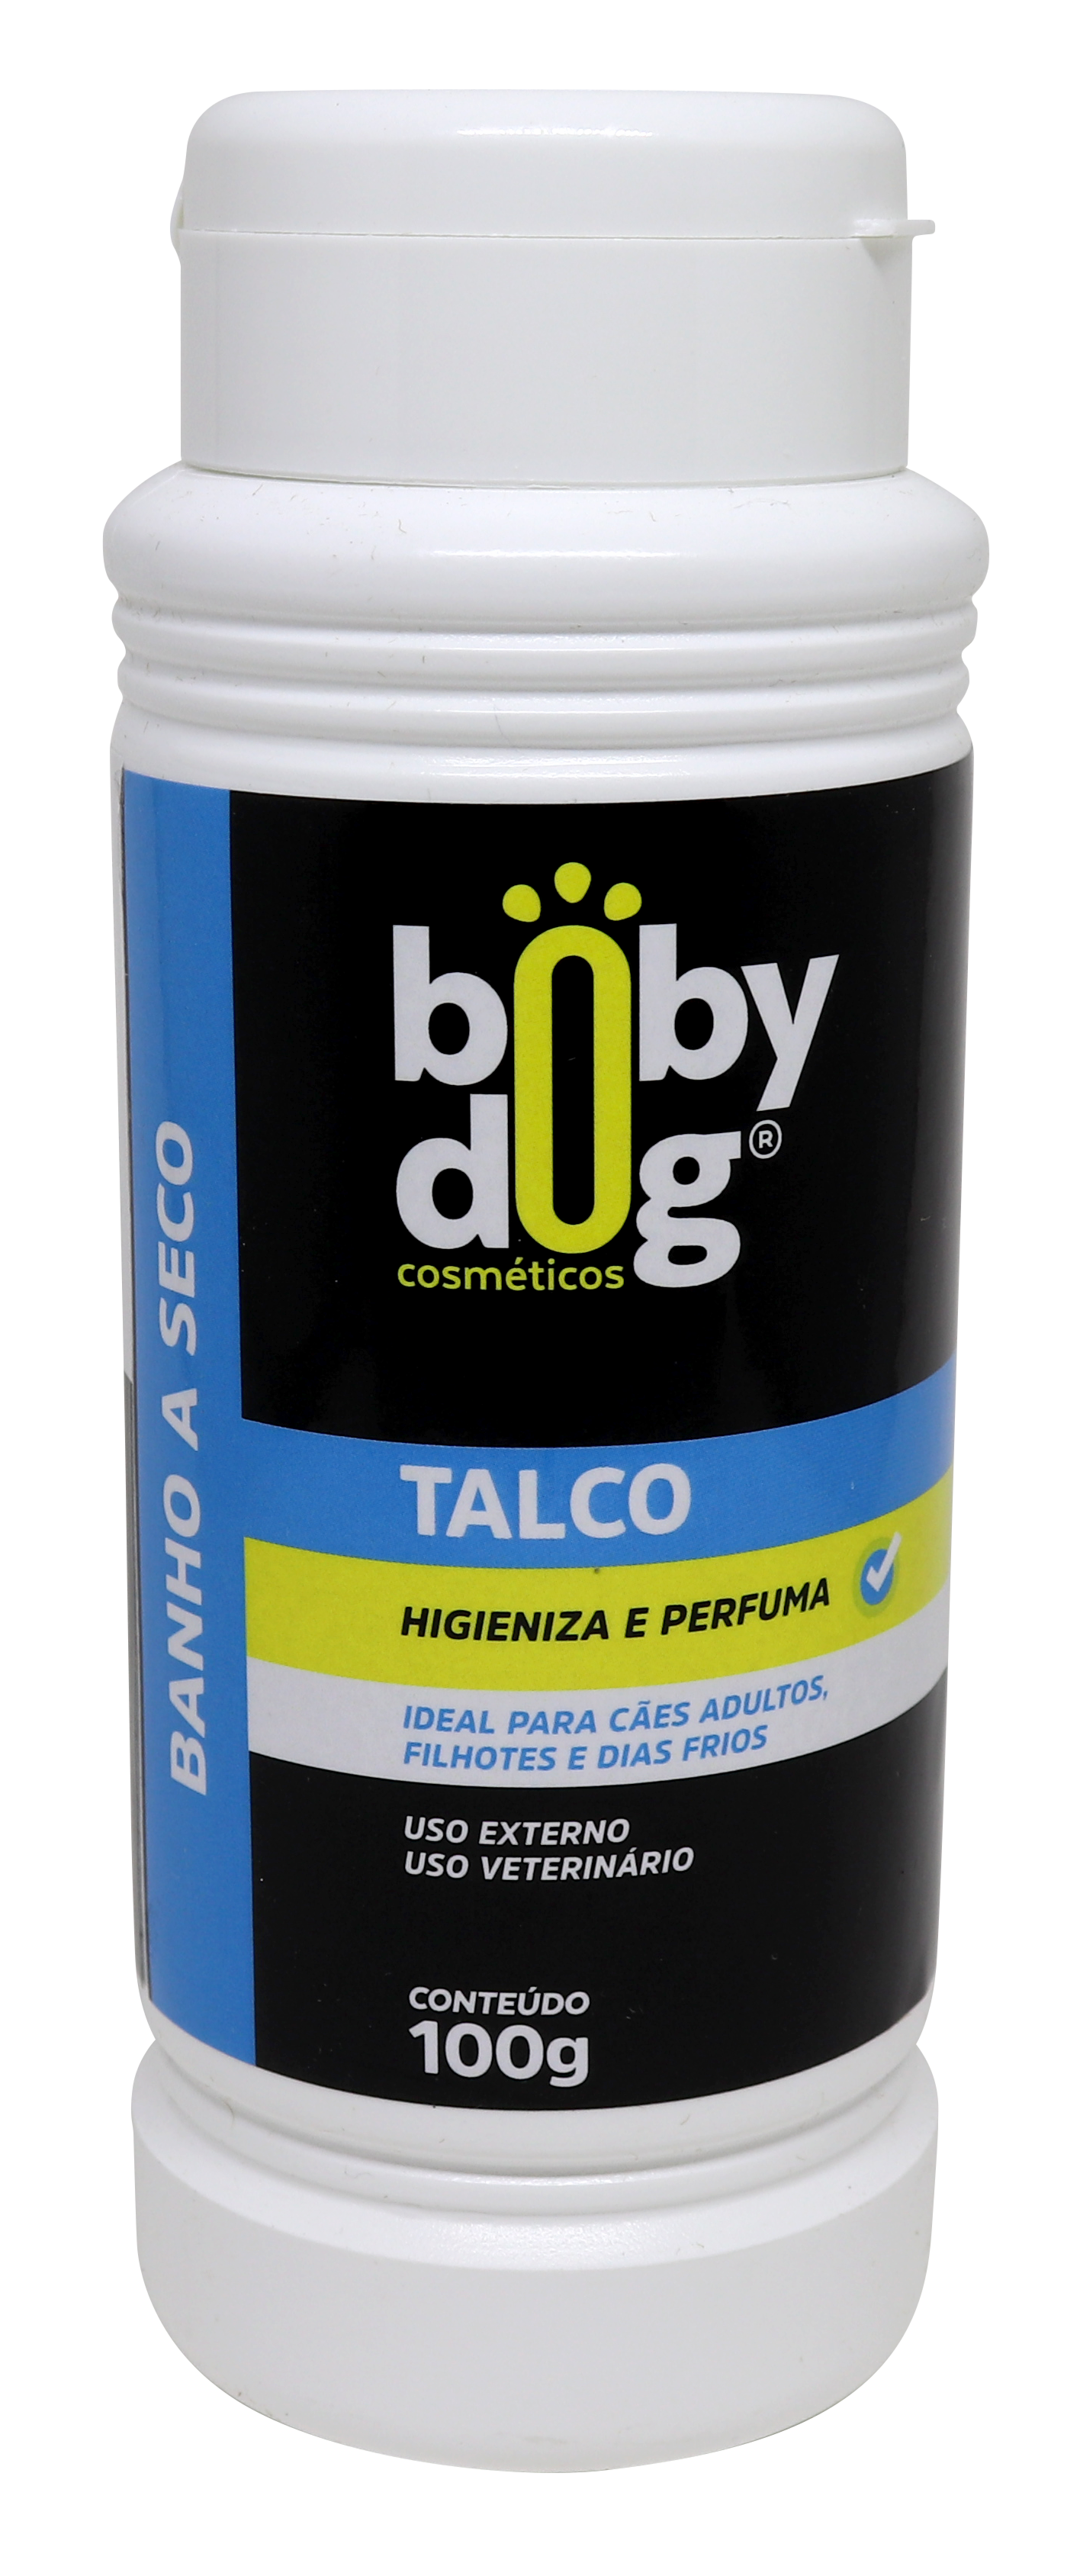 boby
dog®
cosméticos
BANHO A SECO
TALCO
HIGIENIZA E PERFUMA
IDEAL PARA CÃES ADULTOS,
FILHOTES E DIAS FRIOS
USO EXTERNO
USO VETERINÁRIO
CONTEÚDO
100g